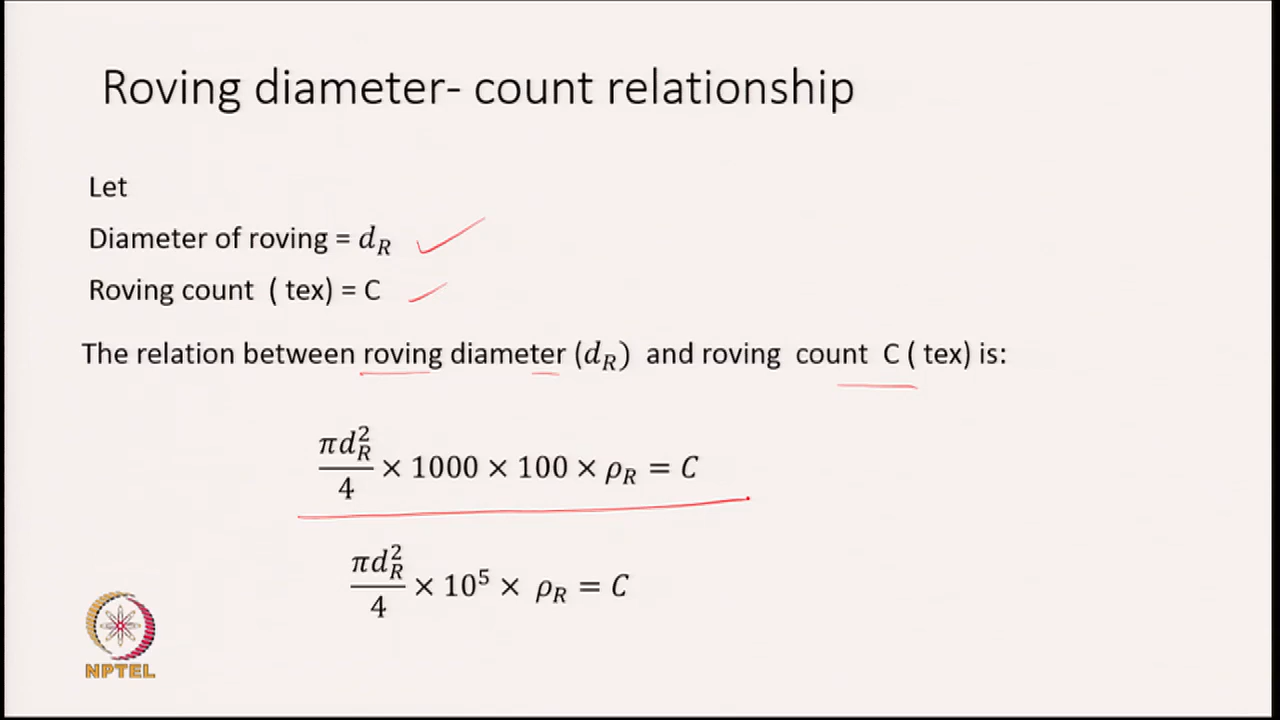 Roving diameter- count relationship
Let
Diameter of roving = d_R
Roving count ( tex) = C
The relation between roving diameter (d_R) and roving count C ( tex) is:
πd_R²/4 × 1000 × 100 × ρ_R = C
πd_R²/4 × 10⁵ × ρ_R = C
NPTEL